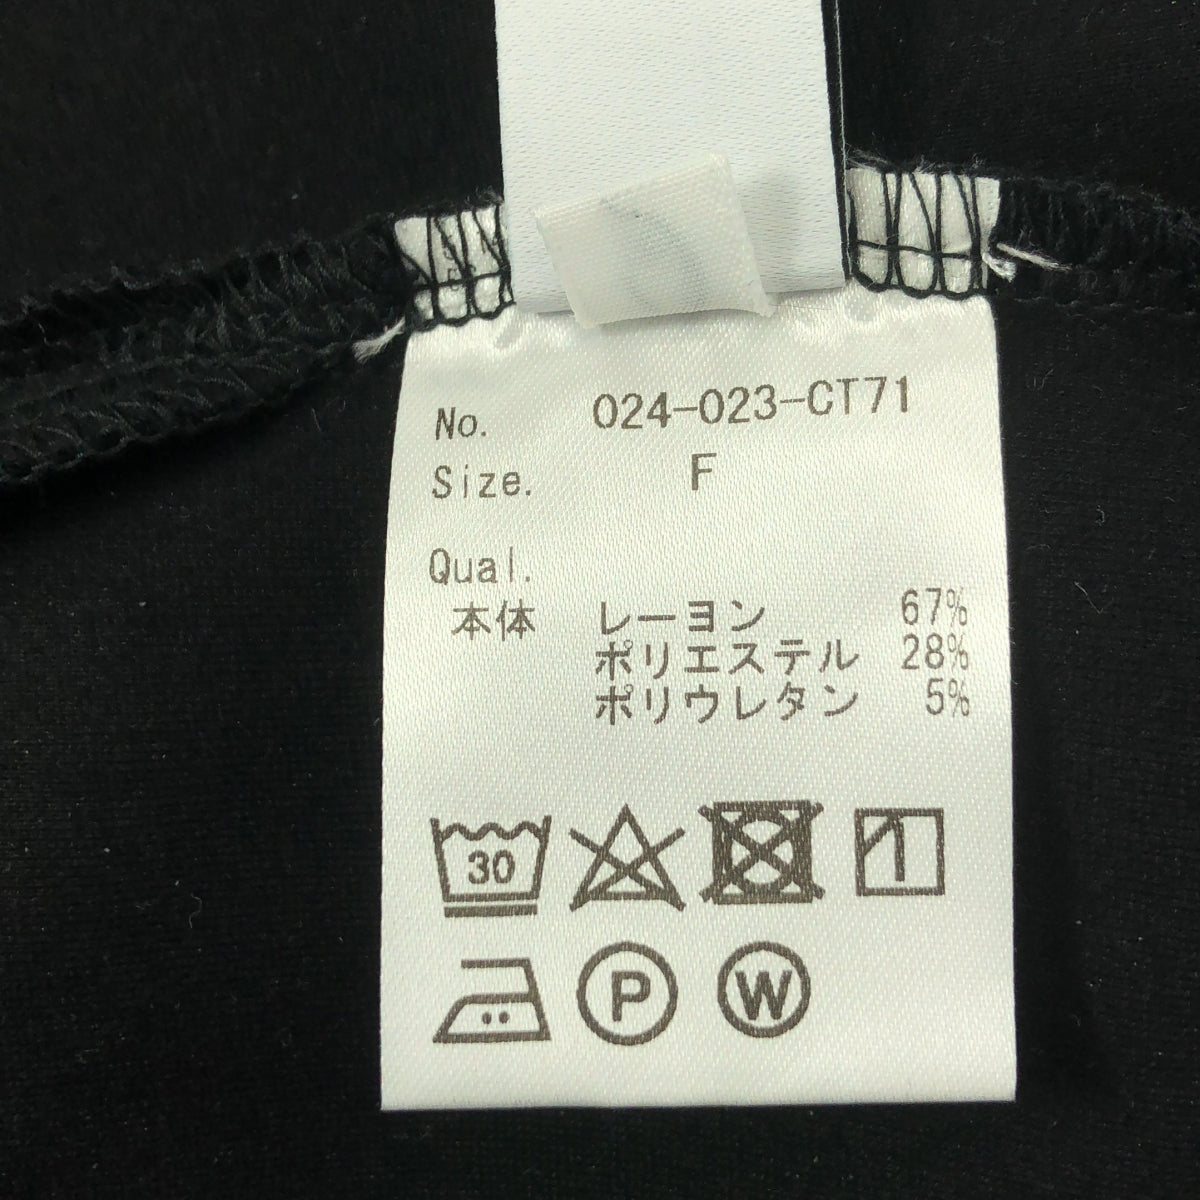 No. 024-023-CT71
Size. F
Qual.
本体 レーヨン 67%
ポリエステル 28%
ポリウレタン 5%
30
P W